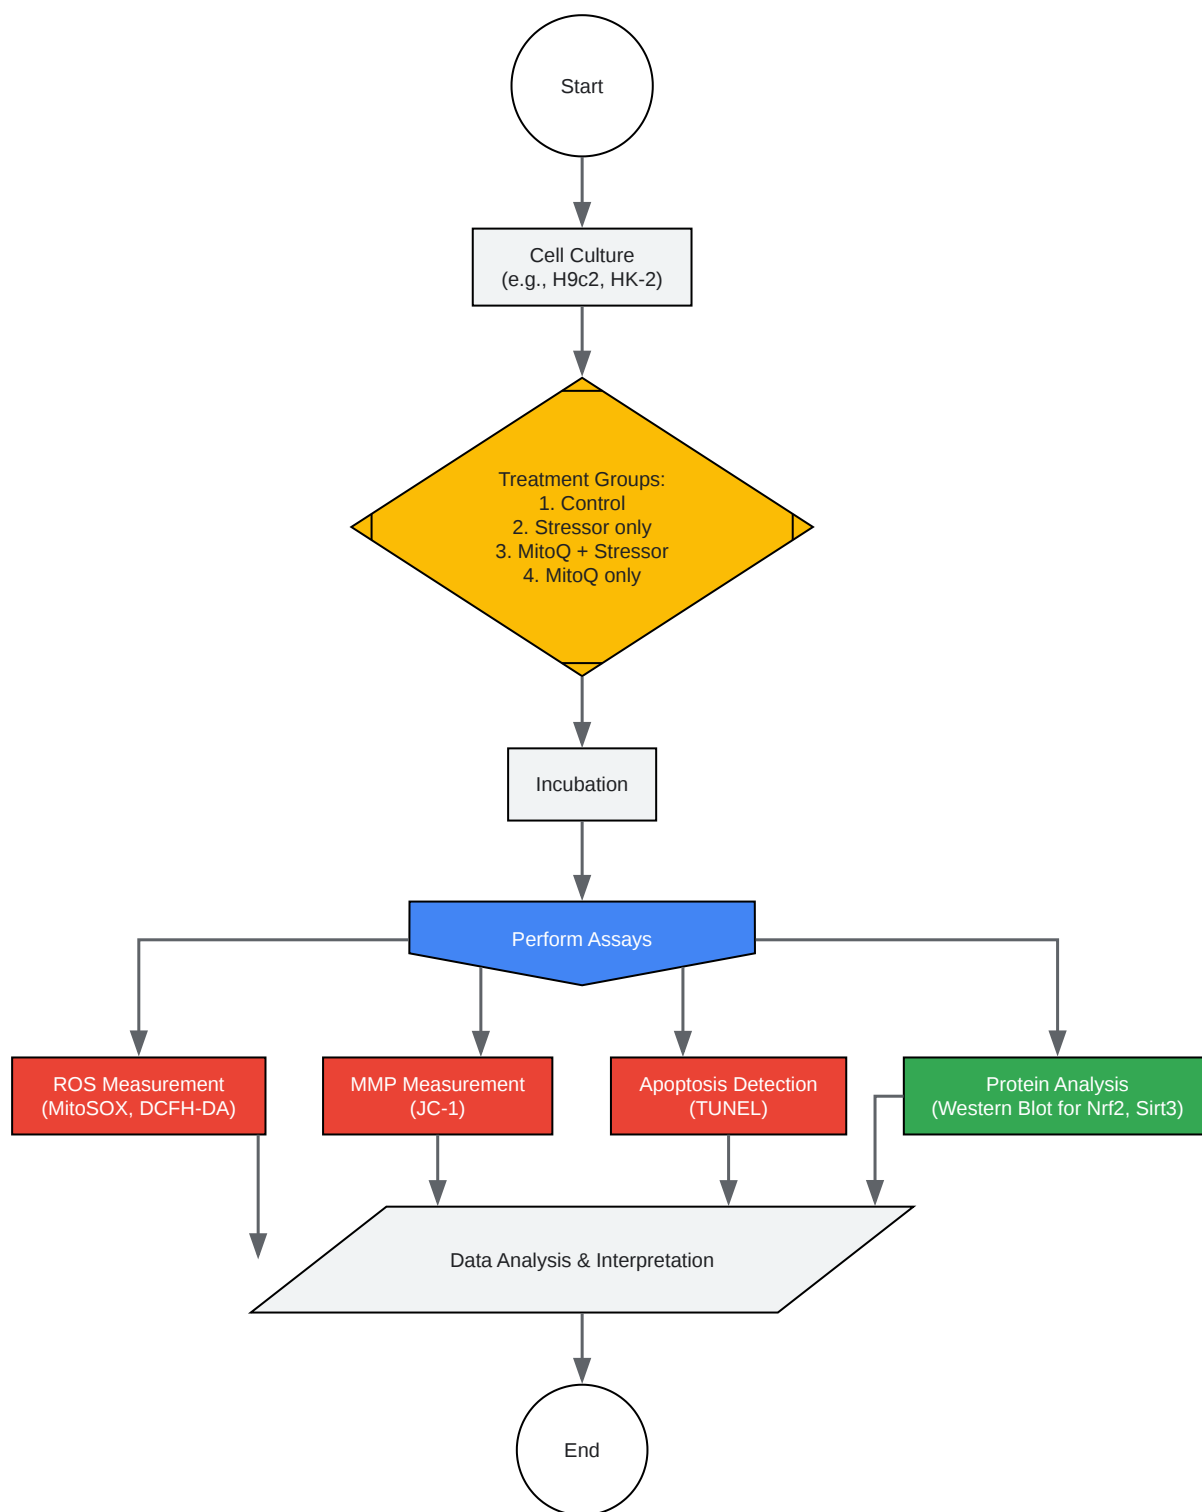 Start
Cell Culture
(e.g., H9c2, HK-2)
Treatment Groups:
1. Control
2. Stressor only
3. MitoQ + Stressor
4. MitoQ only
Incubation
Perform Assays
ROS Measurement
(MitoSOX, DCFH-DA)
MMP Measurement
(JC-1)
Apoptosis Detection
(TUNEL)
Protein Analysis
(Western Blot for Nrf2, Sirt3)
Data Analysis & Interpretation
End